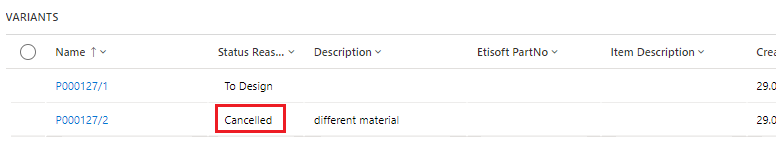 VARIANTS
Name ↑ Status Reas... Description Etisoft PartNo Item Description Crea
P000127/1 To Design 29.0
P000127/2 Cancelled different material 29.0